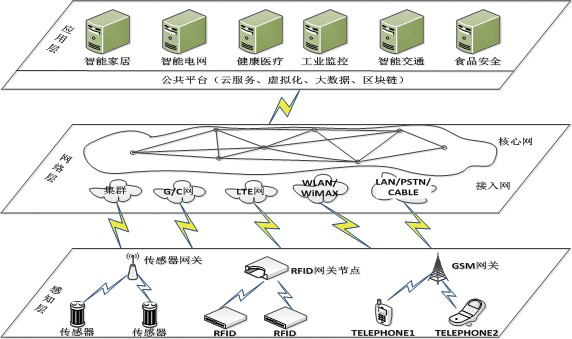 应用层
智能家居
智能电网
健康医疗
工业监控
智能交通
食品安全
公共平台（云服务、虚拟化、大数据、区块链）
网络层
核心网
接入网
集群
G/C网
LTE网
WLAN/
WiMAX
LAN/PSTN/
CABLE
感知层
传感器网关
RFID网关节点
GSM网关
传感器
传感器
RFID
RFID
TELEPHONE1
TELEPHONE2